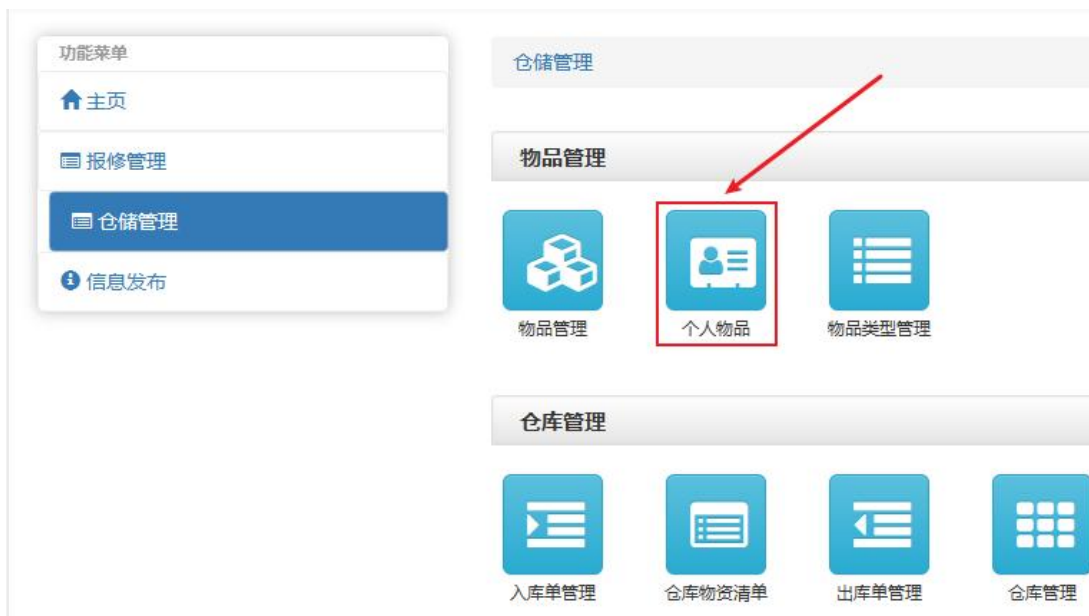 功能菜单
主页
报修管理
仓储管理
信息发布
仓储管理
物品管理
物品管理
个人物品
物品类型管理
仓库管理
入库单管理
仓库物资清单
出库单管理
仓库管理